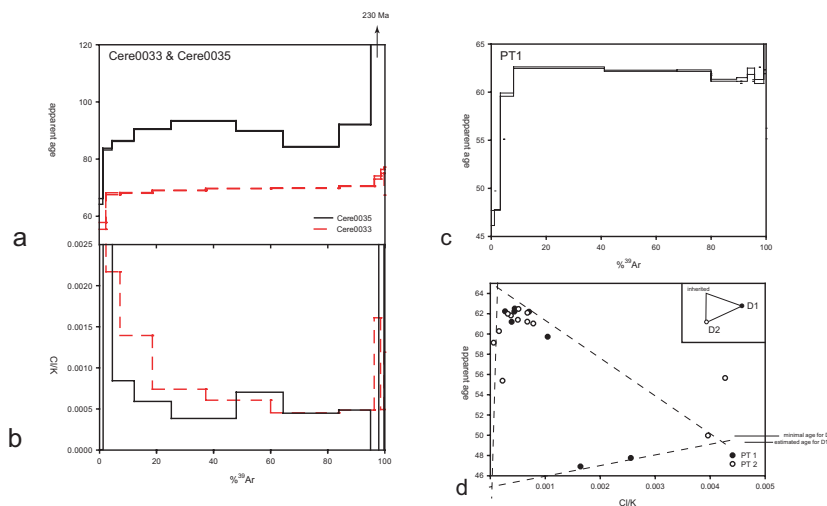 230 Ma
120
Cere0033 & Cere0035
100
apparent age
80
60
Cere0035
Cere0033
a
0.0025
0.0020
0.0015
Cl/K
0.0010
0.0005
0.0000
0 20 40 60 80 100
%39Ar
b
65
PT1
60
apparent age
55
50
45
0 20 40 60 80 100
%39Ar
c
64
62
60
58
apparent age
56
54
52
50
48
46
inherited
D1
D2
minimal age for D
estimated age for D1
PT 1
PT 2
0.001 0.002 0.003 0.004 0.005
Cl/K
d